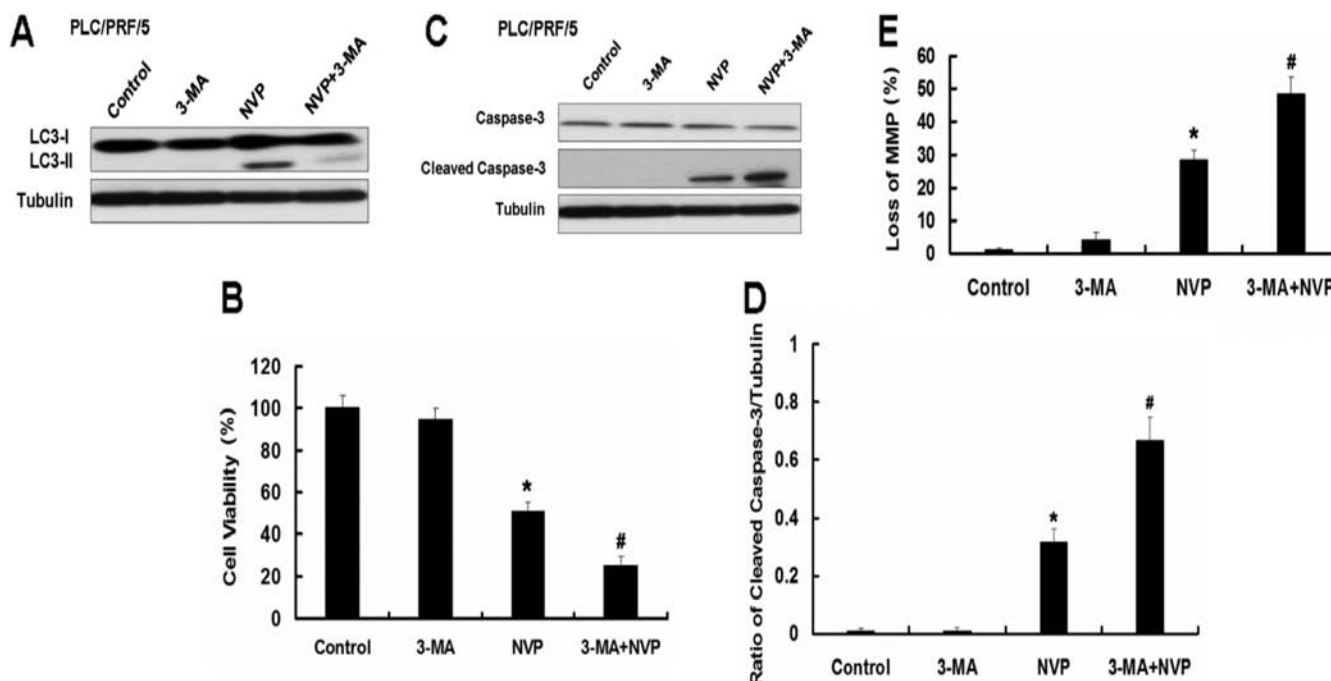 A
PLC/PRF/5
Control
3-MA
NVP
NVP+3-MA
LC3-I
LC3-II
Tubulin
C
PLC/PRF/5
Control
3-MA
NVP
NVP+3-MA
Caspase-3
Cleaved Caspase-3
Tubulin
E
Loss of MMP (%)
60
50
40
30
20
10
0
*
#
Control 3-MA NVP 3-MA+NVP
B
Cell Viability (%)
120
100
80
60
40
20
0
*
#
Control 3-MA NVP 3-MA+NVP
D
Ratio of Cleaved Caspase-3/Tubulin
1
0.8
0.6
0.4
0.2
0
*
#
Control 3-MA NVP 3-MA+NVP